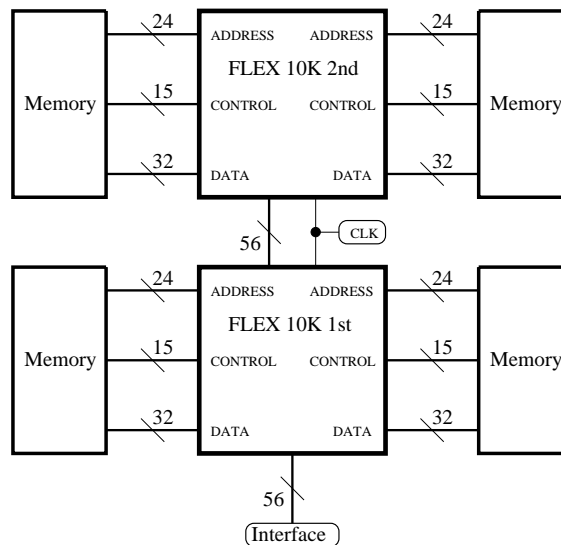 24 24
ADDRESS ADDRESS
FLEX 10K 2nd
Memory 15 CONTROL CONTROL 15 Memory
32 32
DATA DATA
56 CLK
24 24
ADDRESS ADDRESS
FLEX 10K 1st
Memory 15 CONTROL CONTROL 15 Memory
32 32
DATA DATA
56
Interface